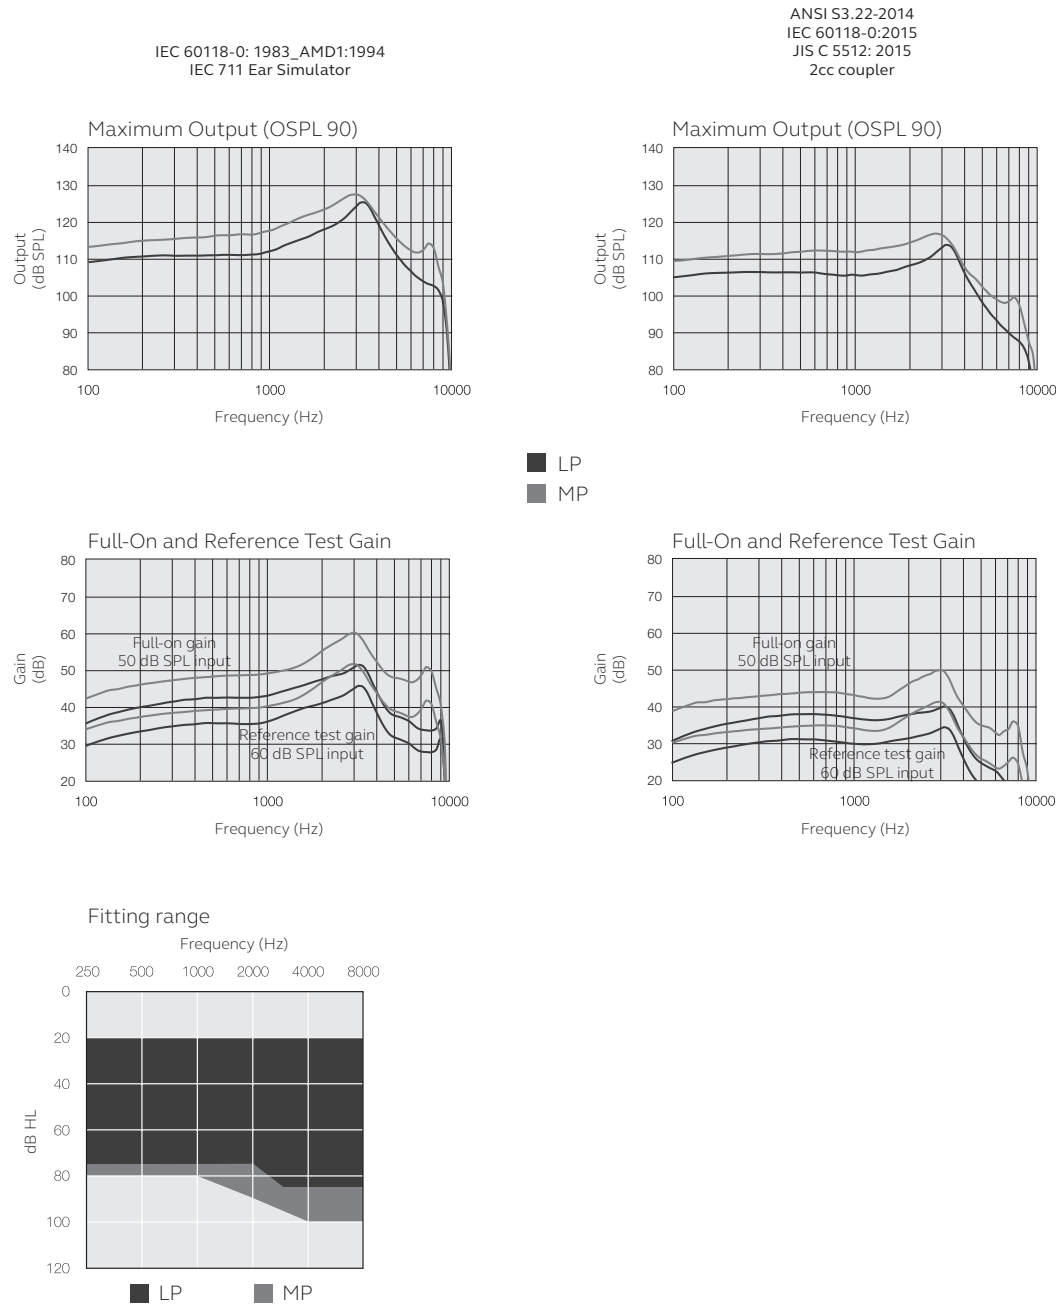 IEC 60118-0: 1983_AMD1:1994
IEC 711 Ear Simulator
ANSI S3.22-2014
IEC 60118-0:2015
JIS C 5512: 2015
2cc coupler
Maximum Output (OSPL 90)
140
130
120
110
100
90
80
Output
(dB SPL)
100 1000 10000
Frequency (Hz)
Maximum Output (OSPL 90)
140
130
120
110
100
90
80
Output
(dB SPL)
100 1000 10000
Frequency (Hz)
LP
MP
Full-On and Reference Test Gain
80
70
60
50
40
30
20
Gain
(dB)
Full-on gain
50 dB SPL input
Reference test gain
60 dB SPL input
100 1000 10000
Frequency (Hz)
Full-On and Reference Test Gain
80
70
60
50
40
30
20
Gain
(dB)
Full-on gain
50 dB SPL input
Reference test gain
60 dB SPL input
100 1000 10000
Frequency (Hz)
Fitting range
Frequency (Hz)
250 500 1000 2000 4000 8000
0
20
40
60
80
100
120
dB HL
LP MP